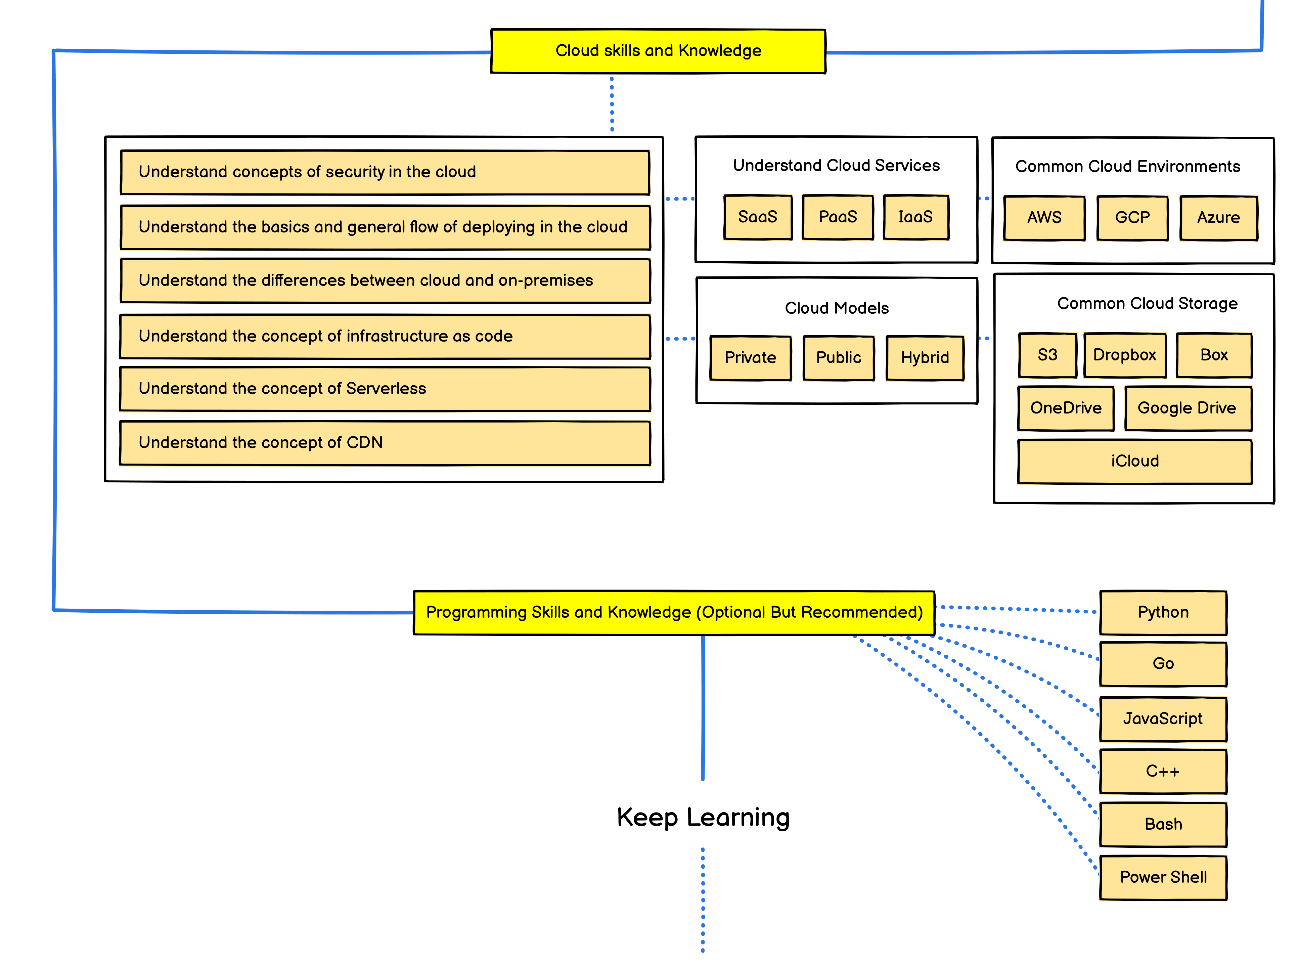 Cloud skills and Knowledge
Understand concepts of security in the cloud
Understand the basics and general flow of deploying in the cloud
Understand the differences between cloud and on-premises
Understand the concept of infrastructure as code
Understand the concept of Serverless
Understand the concept of CDN
Understand Cloud Services
SaaS PaaS IaaS
Cloud Models
Private Public Hybrid
Common Cloud Environments
AWS GCP Azure
Common Cloud Storage
S3 Dropbox Box
OneDrive Google Drive
iCloud
Programming Skills and Knowledge (Optional But Recommended)
Python
Go
JavaScript
C++
Bash
Power Shell
Keep Learning